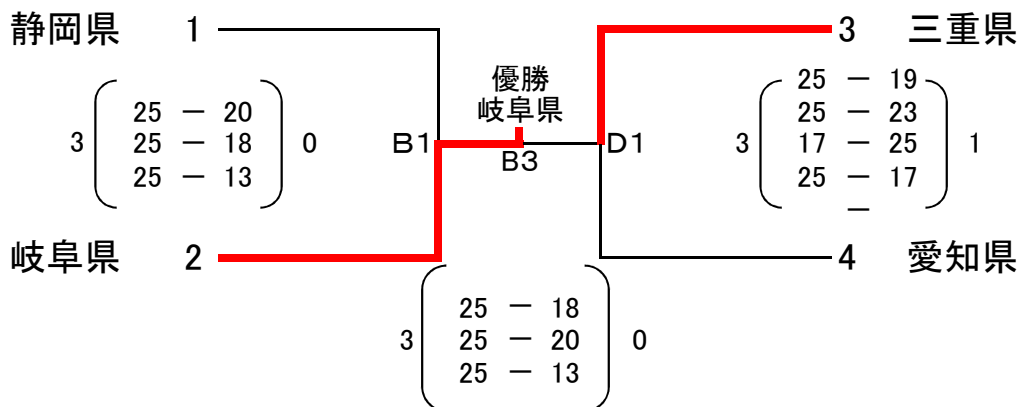 静岡県 1
3 三重県
優勝
岐阜県
3
25 － 20
25 － 18
25 － 13
0
B1
B3
D1
3
25 － 19
25 － 23
17 － 25
25 － 17
－
1
岐阜県 2
4 愛知県
3
25 － 18
25 － 20
25 － 13
0